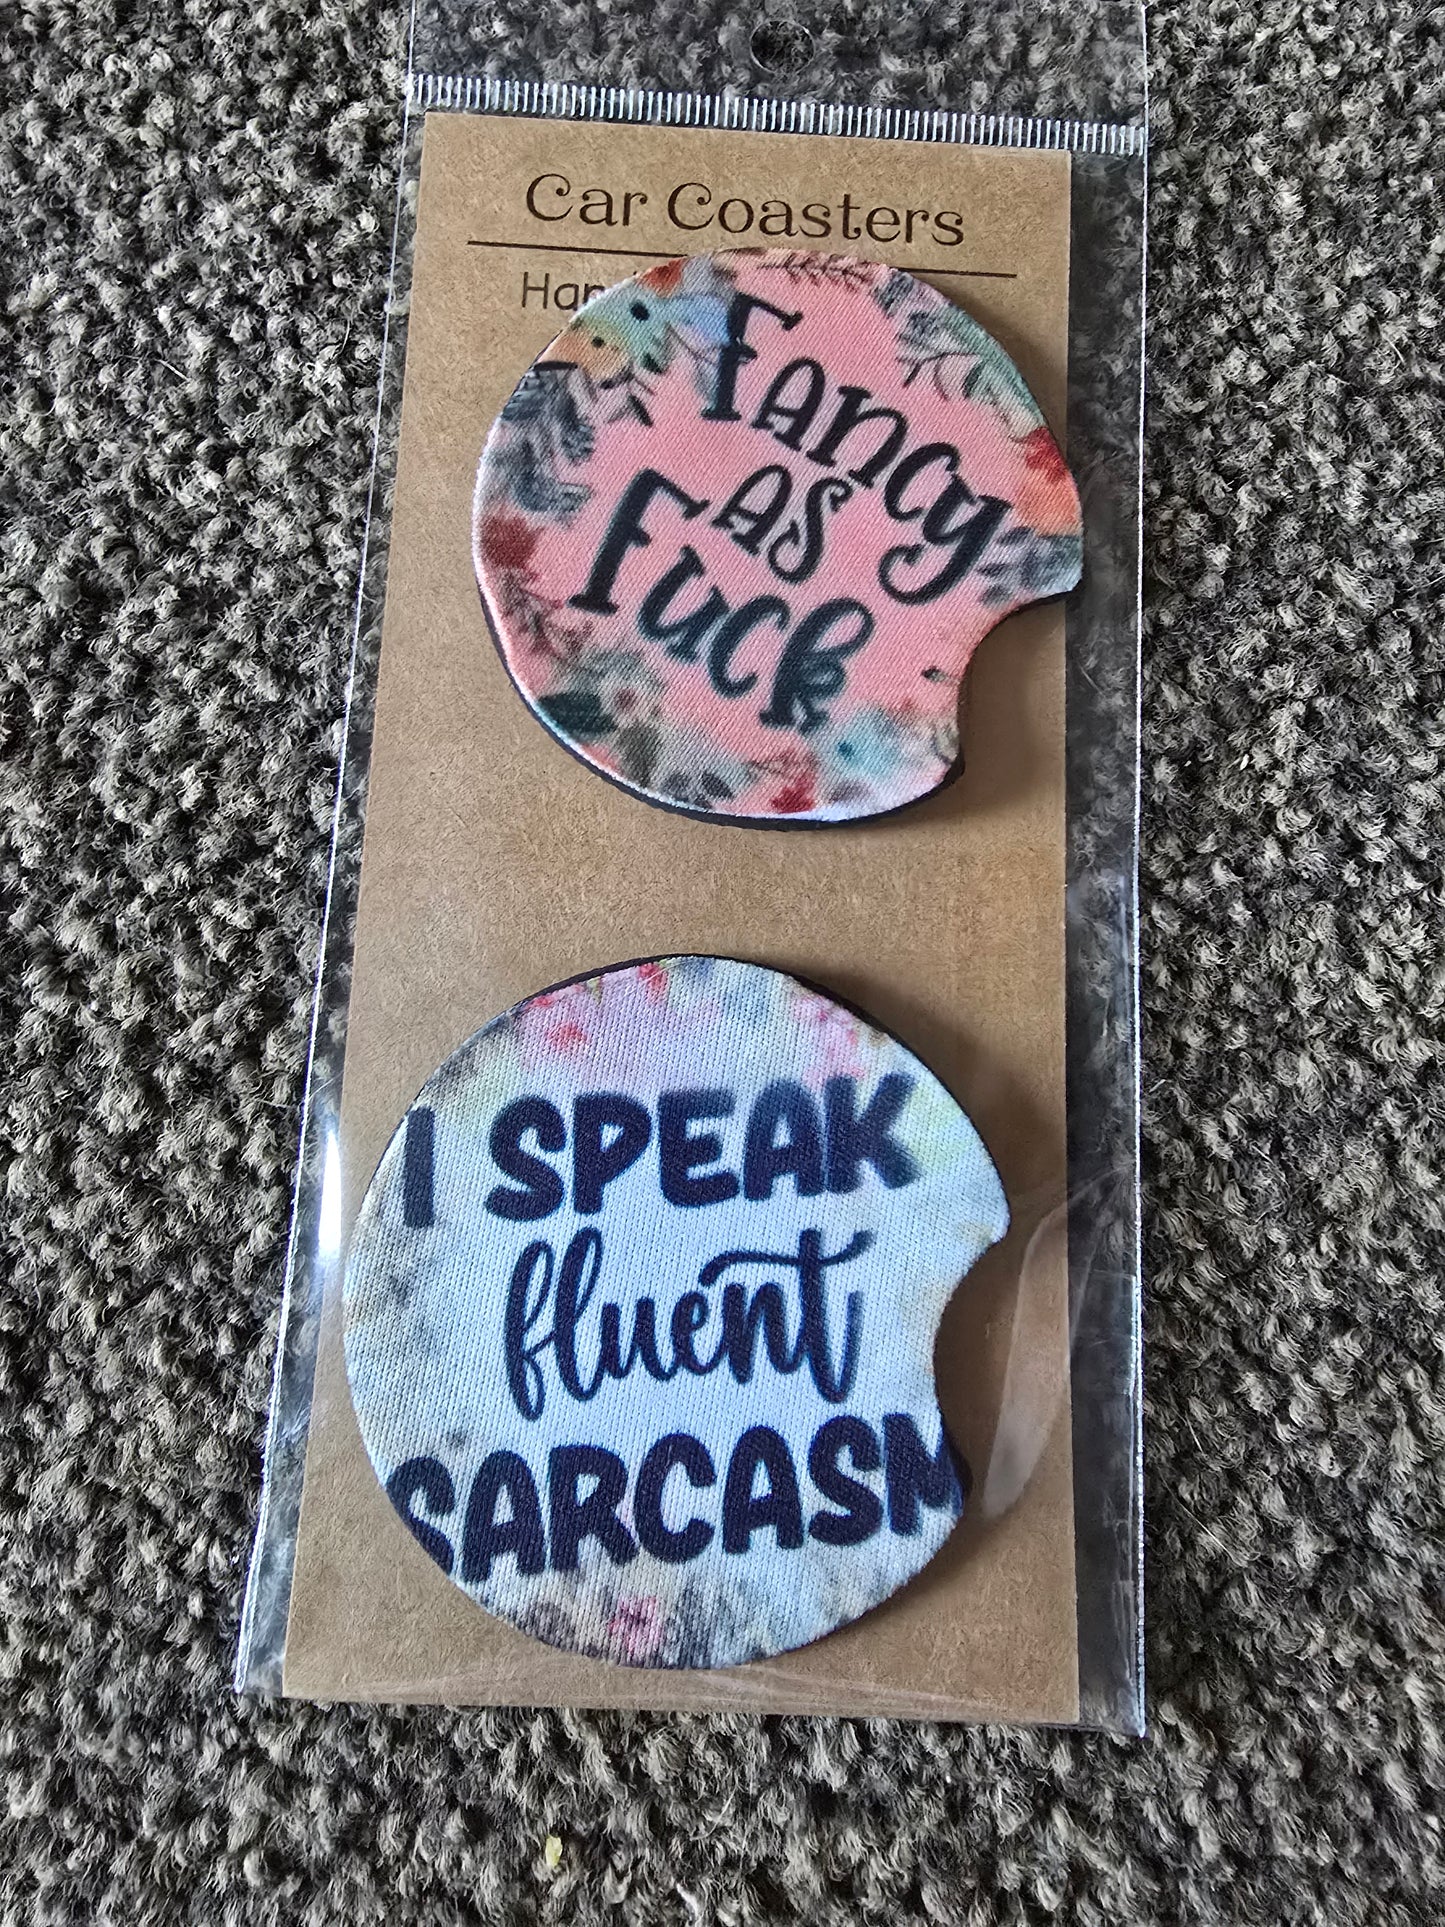 Car Coasters
Fancy
as
Fuck
I SPEAK
fluent
SARCASM